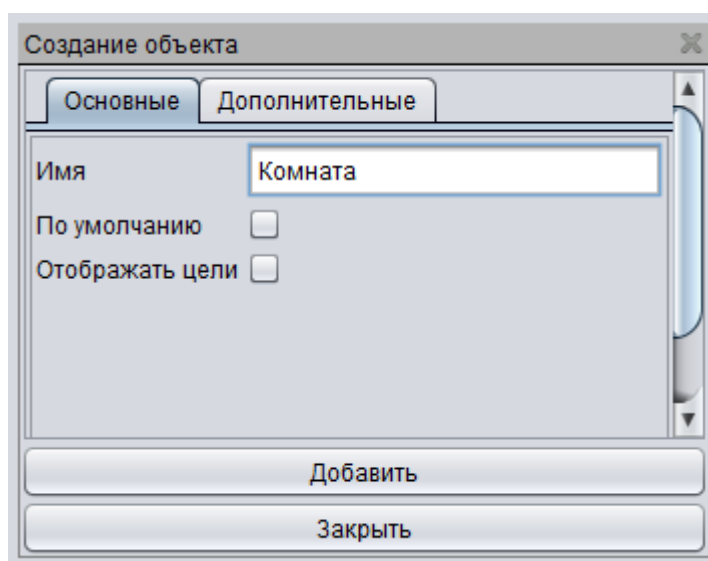 Создание объекта
Основные Дополнительные
Имя Комната
По умолчанию
Отображать цели
Добавить
Закрыть